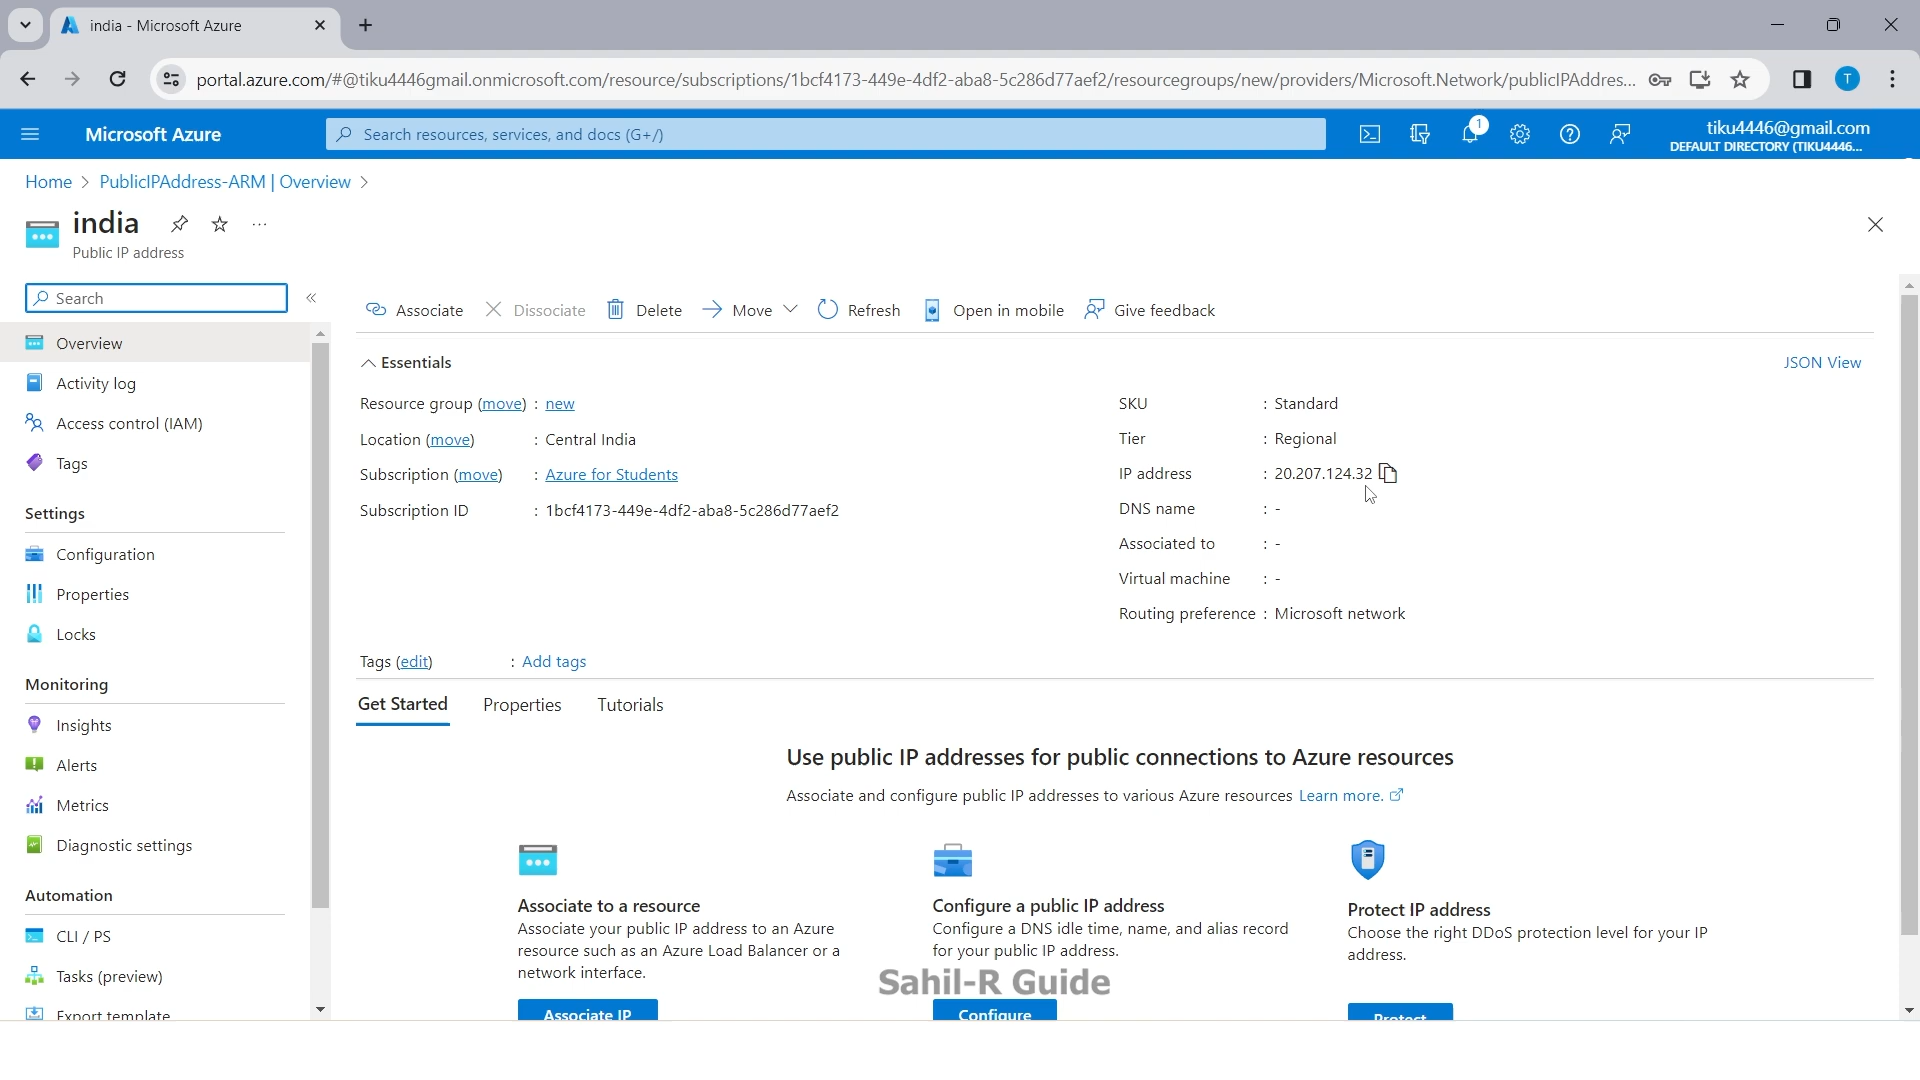 india - Microsoft Azure
portal.azure.com/#@tiku4446gmail.onmicrosoft.com/resource/subscriptions/1bcf4173-449e-4df2-aba8-5c286d77aef2/resourcegroups/new/providers/Microsoft.Network/publicIPAddres...
T
Microsoft Azure
Search resources, services, and docs (G+/)
1
tiku4446@gmail.com
DEFAULT DIRECTORY (TIKU4446...
Home > PublicIPAddress-ARM | Overview >
india
Public IP address
Search
Associate Dissociate Delete Move Refresh Open in mobile Give feedback
Overview
Activity log
Access control (IAM)
Tags
Settings
Configuration
Properties
Locks
Monitoring
Insights
Alerts
Metrics
Diagnostic settings
Automation
CLI / PS
Tasks (preview)
Export template
Essentials
JSON View
Resource group (move) : new
Location (move) : Central India
Subscription (move) : Azure for Students
Subscription ID : 1bcf4173-449e-4df2-aba8-5c286d77aef2
SKU : Standard
Tier : Regional
IP address : 20.207.124.32
DNS name : -
Associated to : -
Virtual machine : -
Routing preference : Microsoft network
Tags (edit) : Add tags
Get Started Properties Tutorials
Use public IP addresses for public connections to Azure resources
Associate and configure public IP addresses to various Azure resources Learn more.
Associate to a resource
Associate your public IP address to an Azure
resource such as an Azure Load Balancer or a
network interface.
Associate IP
Configure a public IP address
Configure a DNS idle time, name, and alias record
for your public IP address.
Configure
Protect IP address
Choose the right DDoS protection level for your IP
address.
Protect
Sahil-R Guide